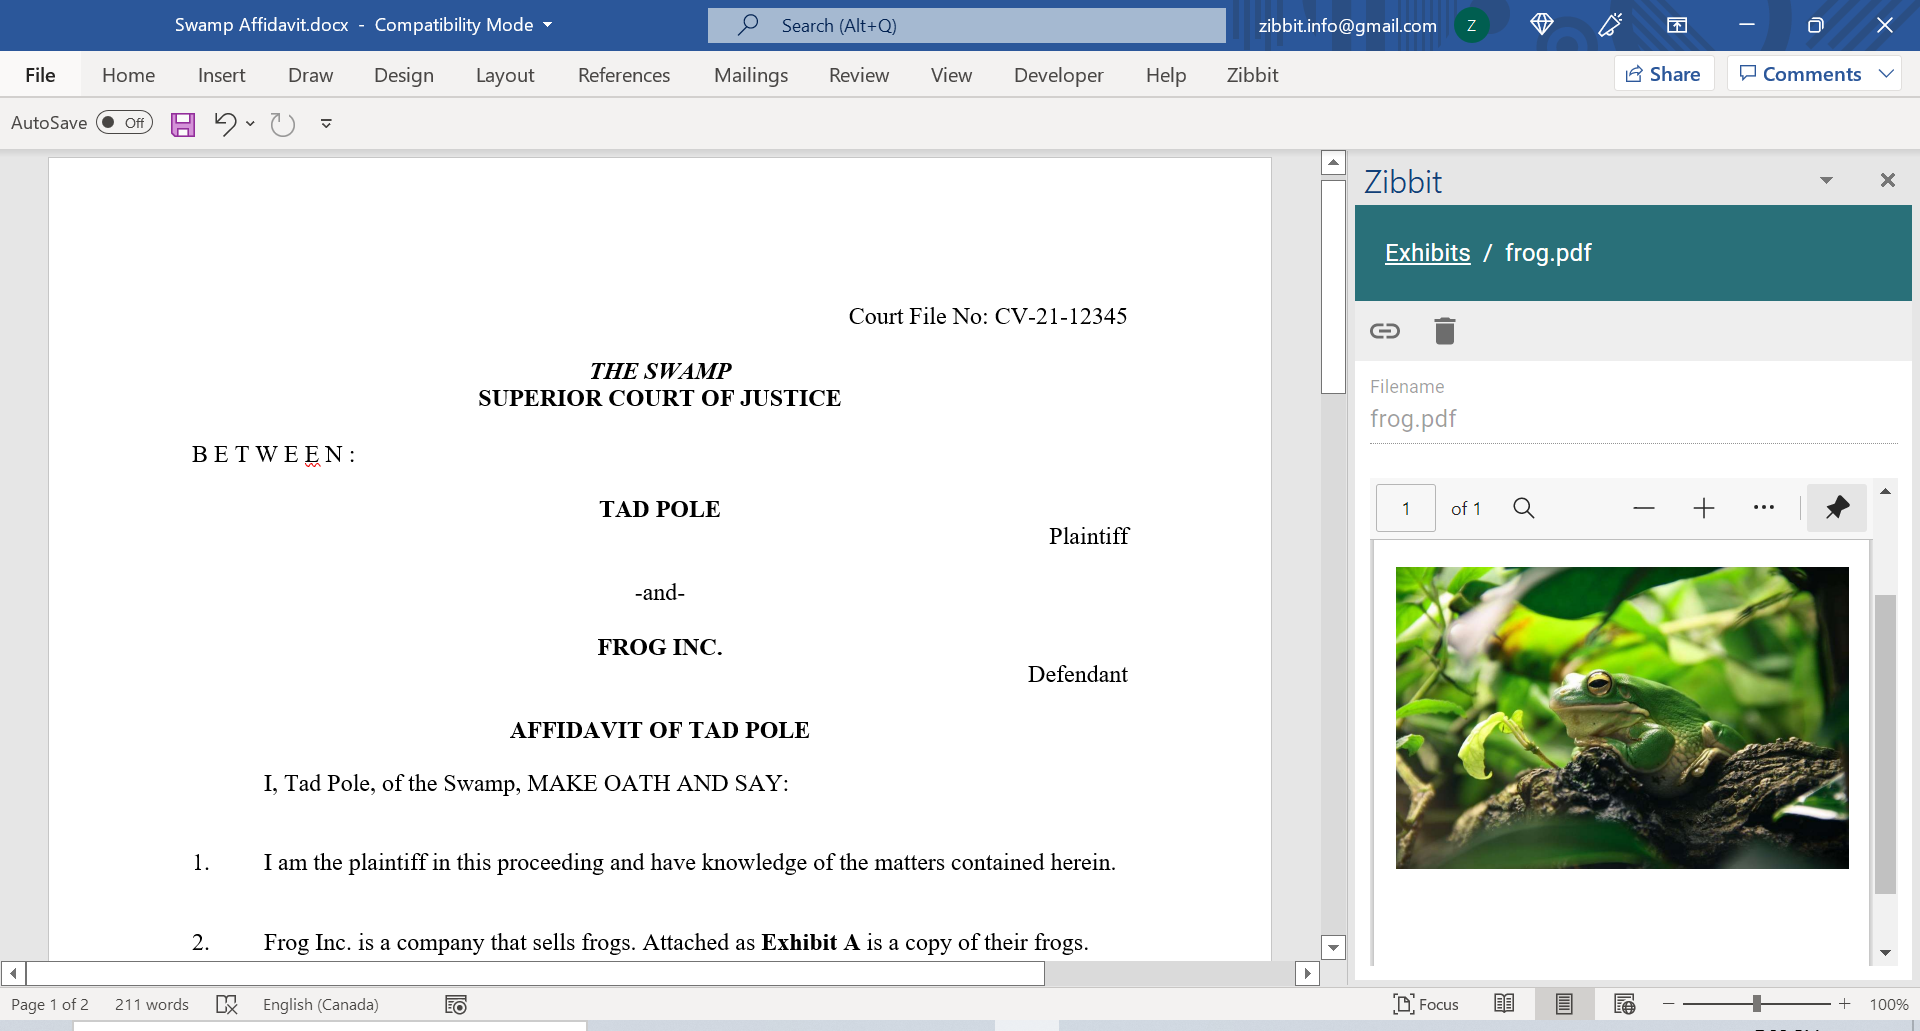 Swamp Affidavit.docx - Compatibility Mode
Search (Alt+Q)
zibbit.info@gmail.com
Z
File Home Insert Draw Design Layout References Mailings Review View Developer Help Zibbit
Share
Comments
AutoSave Off
Court File No: CV-21-12345
THE SWAMP
SUPERIOR COURT OF JUSTICE
B E T W E E N :
TAD POLE
Plaintiff
-and-
FROG INC.
Defendant
AFFIDAVIT OF TAD POLE
I, Tad Pole, of the Swamp, MAKE OATH AND SAY:
1. I am the plaintiff in this proceeding and have knowledge of the matters contained herein.
2. Frog Inc. is a company that sells frogs. Attached as Exhibit A is a copy of their frogs.
Zibbit
Exhibits / frog.pdf
Filename
frog.pdf
1 of 1
Page 1 of 2 211 words English (Canada)
Focus
100%